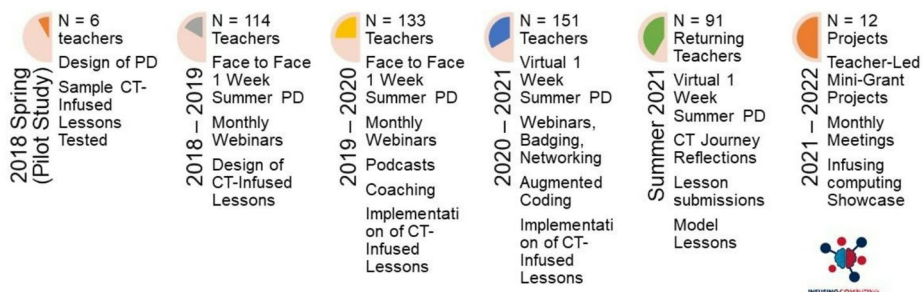 2018 Spring
(Pilot Study)
N = 6
teachers
Design of PD
Sample CT-
Infused
Lessons
Tested
2018 – 2019
N = 114
Teachers
Face to Face
1 Week
Summer PD
Monthly
Webinars
Design of
CT-Infused
Lessons
2019 – 2020
N = 133
Teachers
Face to Face
1 Week
Summer PD
Monthly
Webinars
Podcasts
Coaching
Implementati
on of CT-
Infused
Lessons
2020 – 2021
N = 151
Teachers
Virtual 1
Week
Summer PD
Webinars,
Badging,
Networking
Augmented
Coding
Implementati
on of CT-
Infused
Lessons
Summer 2021
N = 91
Returning
Teachers
Virtual 1
Week
Summer PD
CT Journey
Reflections
Lesson
submissions
Model
Lessons
2021 – 2022
N = 12
Projects
Teacher-Led
Mini-Grant
Projects
Monthly
Meetings
Infusing
computing
Showcase
INFUSING COMPUTING